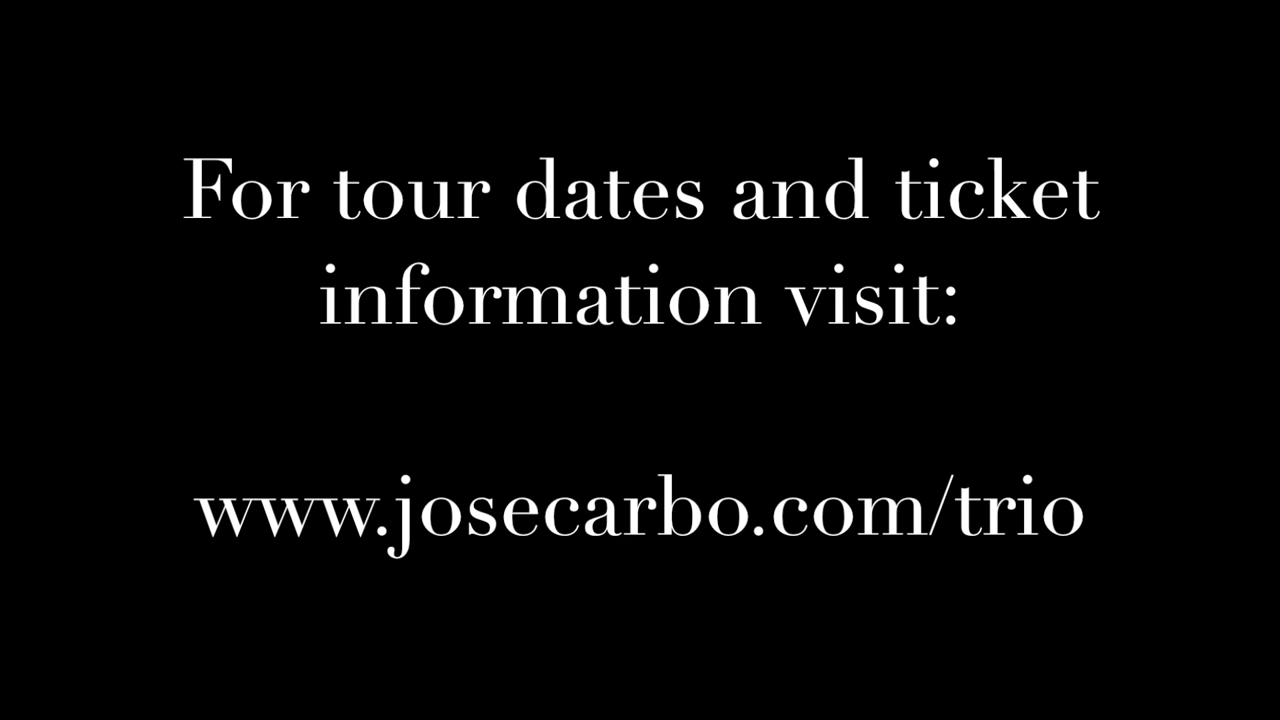 For tour dates and ticket
information visit:
www.josecarbo.com/trio